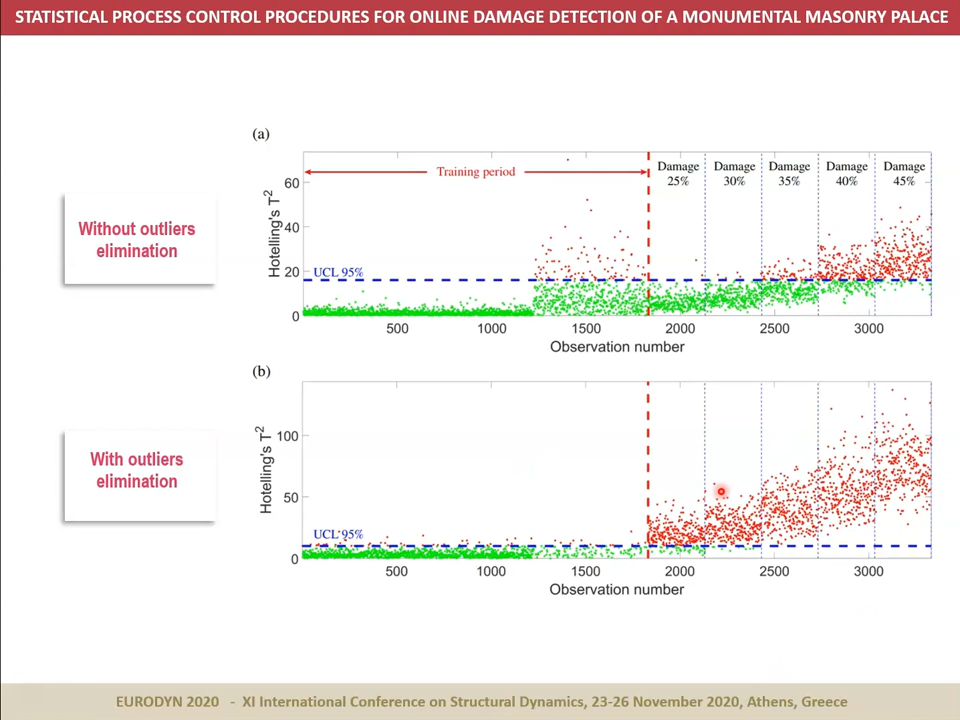 STATISTICAL PROCESS CONTROL PROCEDURES FOR ONLINE DAMAGE DETECTION OF A MONUMENTAL MASONRY PALACE
(a)
Without outliers
elimination
Hotelling's T²
60
40
20
0
Training period
UCL 95%
Damage
25%
Damage
30%
Damage
35%
Damage
40%
Damage
45%
500
1000
1500
2000
2500
3000
Observation number
(b)
With outliers
elimination
Hotelling's T²
100
50
0
UCL 95%
500
1000
1500
2000
2500
3000
Observation number
EURODYN 2020 - XI International Conference on Structural Dynamics, 23-26 November 2020, Athens, Greece